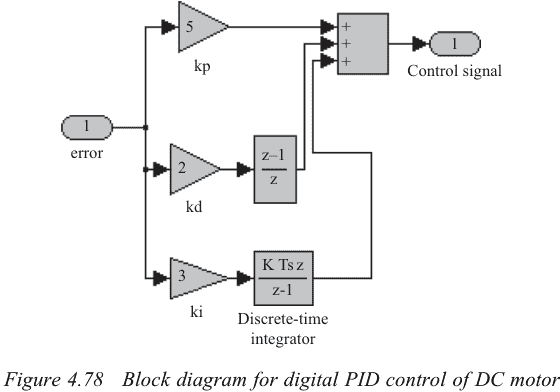 5
+
+
+
1
kp
Control signal
1
error
2
z–1
z
kd
3
K Ts z
z-1
ki
Discrete-time
integrator
Figure 4.78 Block diagram for digital PID control of DC motor